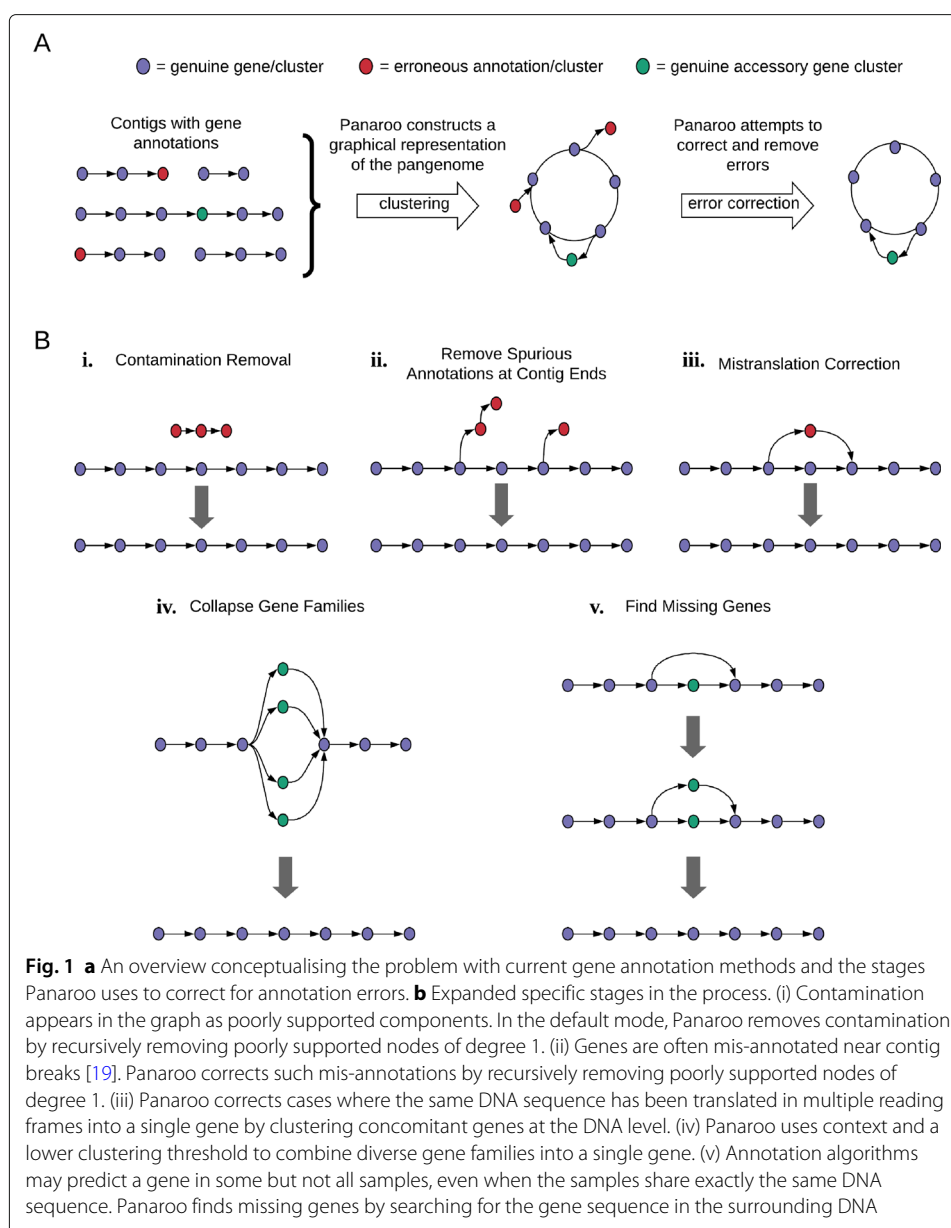 A
= genuine gene/cluster
= erroneous annotation/cluster
= genuine accessory gene cluster
Contigs with gene
annotations
Panaroo constructs a
graphical representation
of the pangenome
clustering
Panaroo attempts to
correct and remove
errors
error correction
B
i. Contamination Removal
ii. Remove Spurious
Annotations at Contig Ends
iii. Mistranslation Correction
iv. Collapse Gene Families
v. Find Missing Genes
Fig. 1 a An overview conceptualising the problem with current gene annotation methods and the stages
Panaroo uses to correct for annotation errors. b Expanded specific stages in the process. (i) Contamination
appears in the graph as poorly supported components. In the default mode, Panaroo removes contamination
by recursively removing poorly supported nodes of degree 1. (ii) Genes are often mis-annotated near contig
breaks [19]. Panaroo corrects such mis-annotations by recursively removing poorly supported nodes of
degree 1. (iii) Panaroo corrects cases where the same DNA sequence has been translated in multiple reading
frames into a single gene by clustering concomitant genes at the DNA level. (iv) Panaroo uses context and a
lower clustering threshold to combine diverse gene families into a single gene. (v) Annotation algorithms
may predict a gene in some but not all samples, even when the samples share exactly the same DNA
sequence. Panaroo finds missing genes by searching for the gene sequence in the surrounding DNA